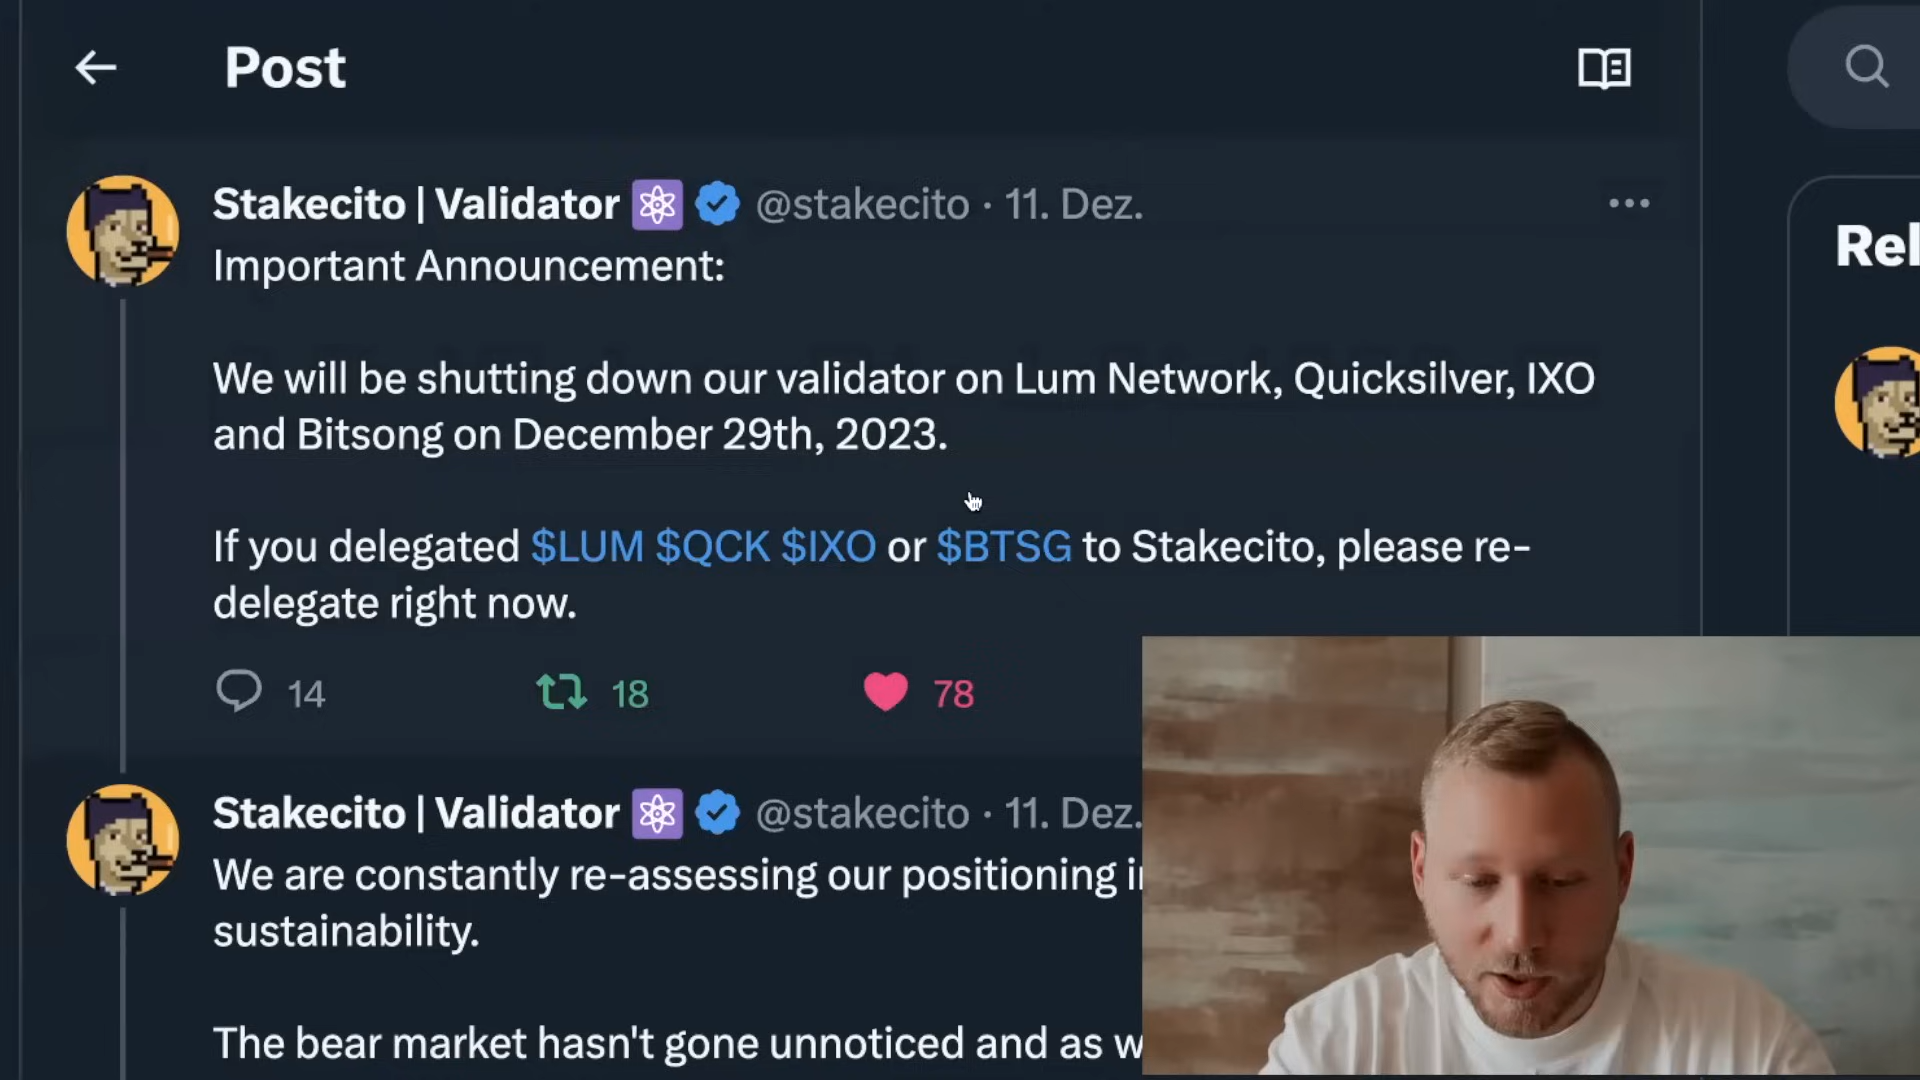 Post
Stakecito | Validator @stakecito · 11. Dez.
Important Announcement:
We will be shutting down our validator on Lum Network, Quicksilver, IXO
and Bitsong on December 29th, 2023.
If you delegated $LUM $QCK $IXO or $BTSG to Stakecito, please re-
delegate right now.
14 18 78
Stakecito | Validator @stakecito · 11. Dez.
We are constantly re-assessing our positioning
sustainability.
The bear market hasn't gone unnoticed and as
Rel